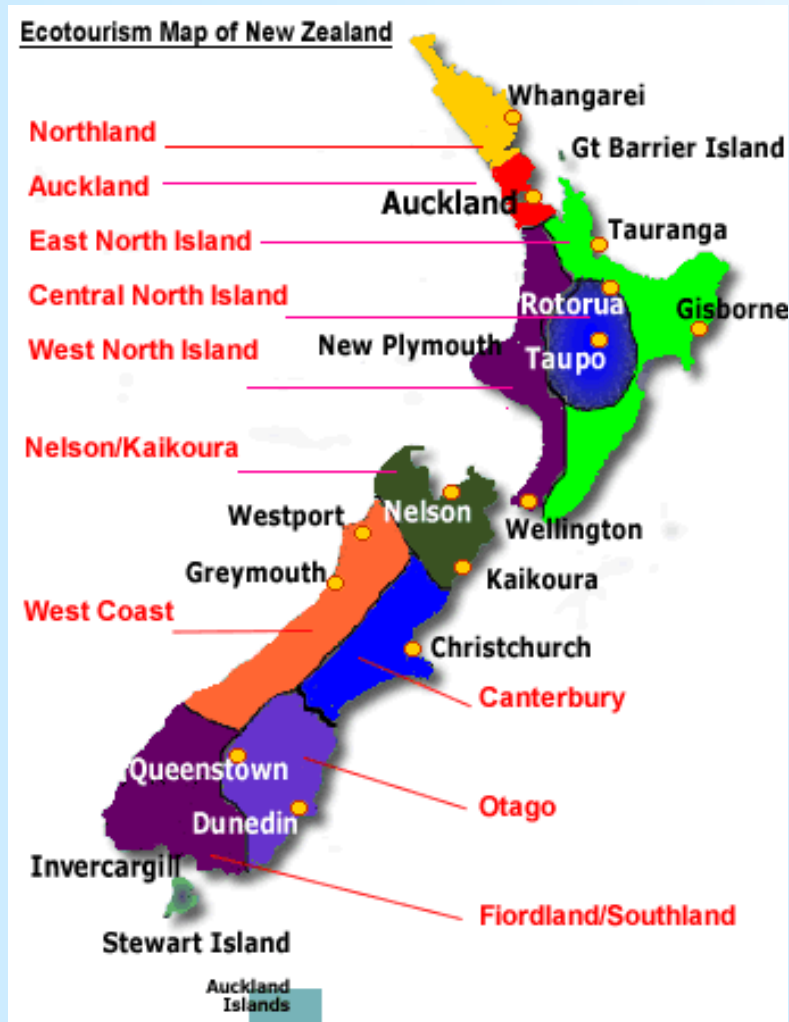 Ecotourism Map of New Zealand
Whangarei
Northland
Gt Barrier Island
Auckland
Auckland
Tauranga
East North Island
Central North Island
Rotorua
Gisborne
West North Island
New Plymouth
Taupo
Nelson/Kaikoura
Nelson
Westport
Wellington
Greymouth
Kaikoura
West Coast
Christchurch
Canterbury
Queenstown
Otago
Dunedin
Invercargill
Fiordland/Southland
Stewart Island
Auckland
Islands